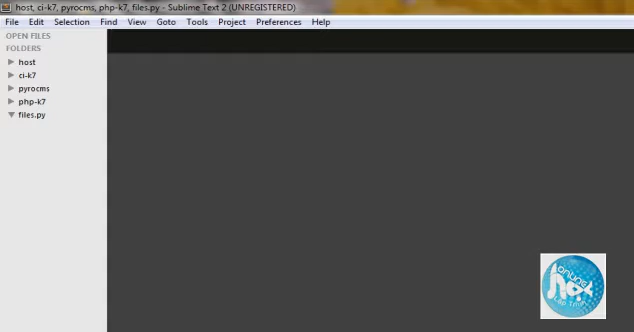 host, ci-k7, pyrocms, php-k7, files.py - Sublime Text 2 (UNREGISTERED)
File Edit Selection Find View Goto Tools Project Preferences Help
OPEN FILES
FOLDERS
host
ci-k7
pyrocms
php-k7
files.py